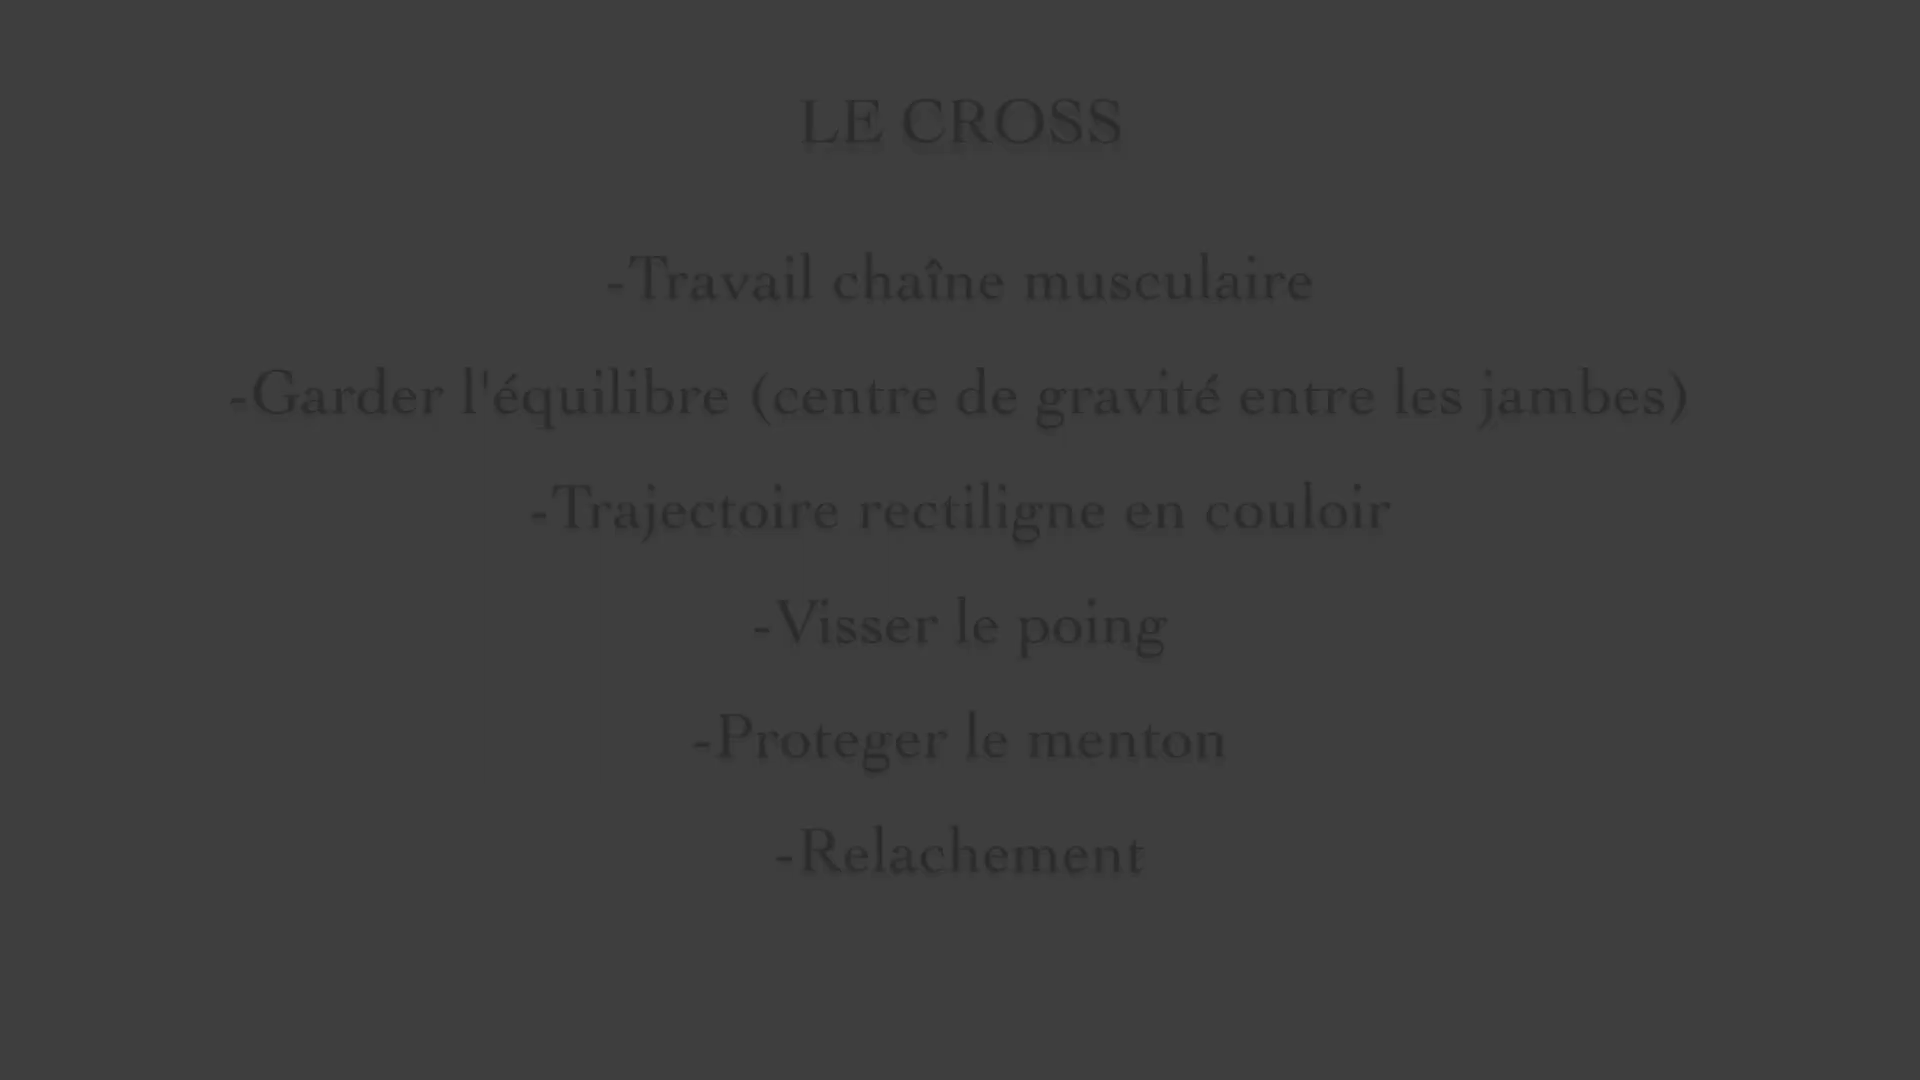 LE CROSS
-Travail chaîne musculaire
-Garder l'équilibre (centre de gravité entre les jambes)
-Trajectoire rectiligne en couloir
-Visser le poing
-Proteger le menton
-Relachement